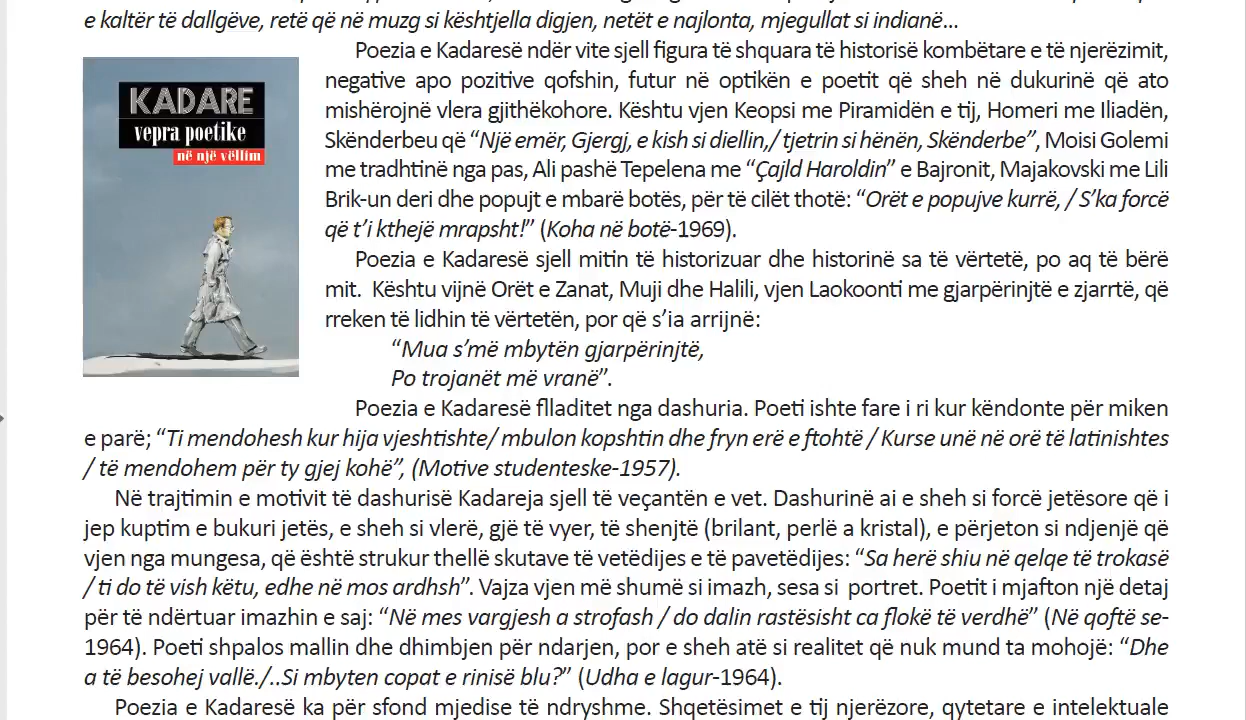 e kaltër të dallgëve, retë që në muzg si kështjella digjen, netët e najlonta, mjegullat si indianë...
Poezia e Kadaresë ndër vite sjell figura të shquara të historisë kombëtare e të njerëzimit,
negative apo pozitive qofshin, futur në optikën e poetit që sheh në dukurinë që ato
mishërojnë vlera gjithëkohore. Kështu vjen Keopsi me Piramidën e tij, Homeri me Iliadën,
Skënderbeu që “Një emër, Gjergj, e kish si diellin,/ tjetrin si hënën, Skënderbe”, Moisi Golemi
me tradhtinë nga pas, Ali pashë Tepelena me “Çajld Haroldin” e Bajronit, Majakovski me Lili
Brik-un deri dhe popujt e mbarë botës, për të cilët thotë: “Orët e popujve kurrë, / S’ka forcë
që t’i kthejë mrapsht!” (Koha në botë-1969).
Poezia e Kadaresë sjell mitin të historizuar dhe historinë sa të vërtetë, po aq të bërë
mit. Kështu vijnë Orët e Zanat, Muji dhe Halili, vjen Laokoonti me gjarpërinjtë e zjarrtë, që
rreken të lidhin të vërtetën, por që s’ia arrijnë:
“Mua s’më mbytën gjarpërinjtë,
Po trojanët më vranë”.
KADARE
vepra poetike
në një vëllim
Poezia e Kadaresë flladitet nga dashuria. Poeti ishte fare i ri kur këndonte për miken
e parë; “Ti mendohesh kur hija vjeshtishte/ mbulon kopshtin dhe fryn erë e ftohtë / Kurse unë në orë të latinishtes
/ të mendohem për ty gjej kohë”, (Motive studenteske-1957).
Në trajtimin e motivit të dashurisë Kadareja sjell të veçantën e vet. Dashurinë ai e sheh si forcë jetësore që i
jep kuptim e bukuri jetës, e sheh si vlerë, gjë të vyer, të shenjtë (brilant, perlë a kristal), e përjeton si ndjenjë që
vjen nga mungesa, që është strukur thellë skutave të vetëdijes e të pavetëdijes: “Sa herë shiu në qelqe të trokasë
/ ti do të vish këtu, edhe në mos ardhsh”. Vajza vjen më shumë si imazh, sesa si portret. Poetit i mjafton një detaj
për të ndërtuar imazhin e saj: “Në mes vargjesh a strofash / do dalin rastësisht ca flokë të verdhë” (Në qoftë se-
1964). Poeti shpalos mallin dhe dhimbjen për ndarjen, por e sheh atë si realitet që nuk mund ta mohojë: “Dhe
a të besohej vallë./..Si mbyten copat e rinisë blu?” (Udha e lagur-1964).
Poezia e Kadaresë ka për sfond mjedise të ndryshme. Shqetësimet e tij njerëzore, qytetare e intelektuale